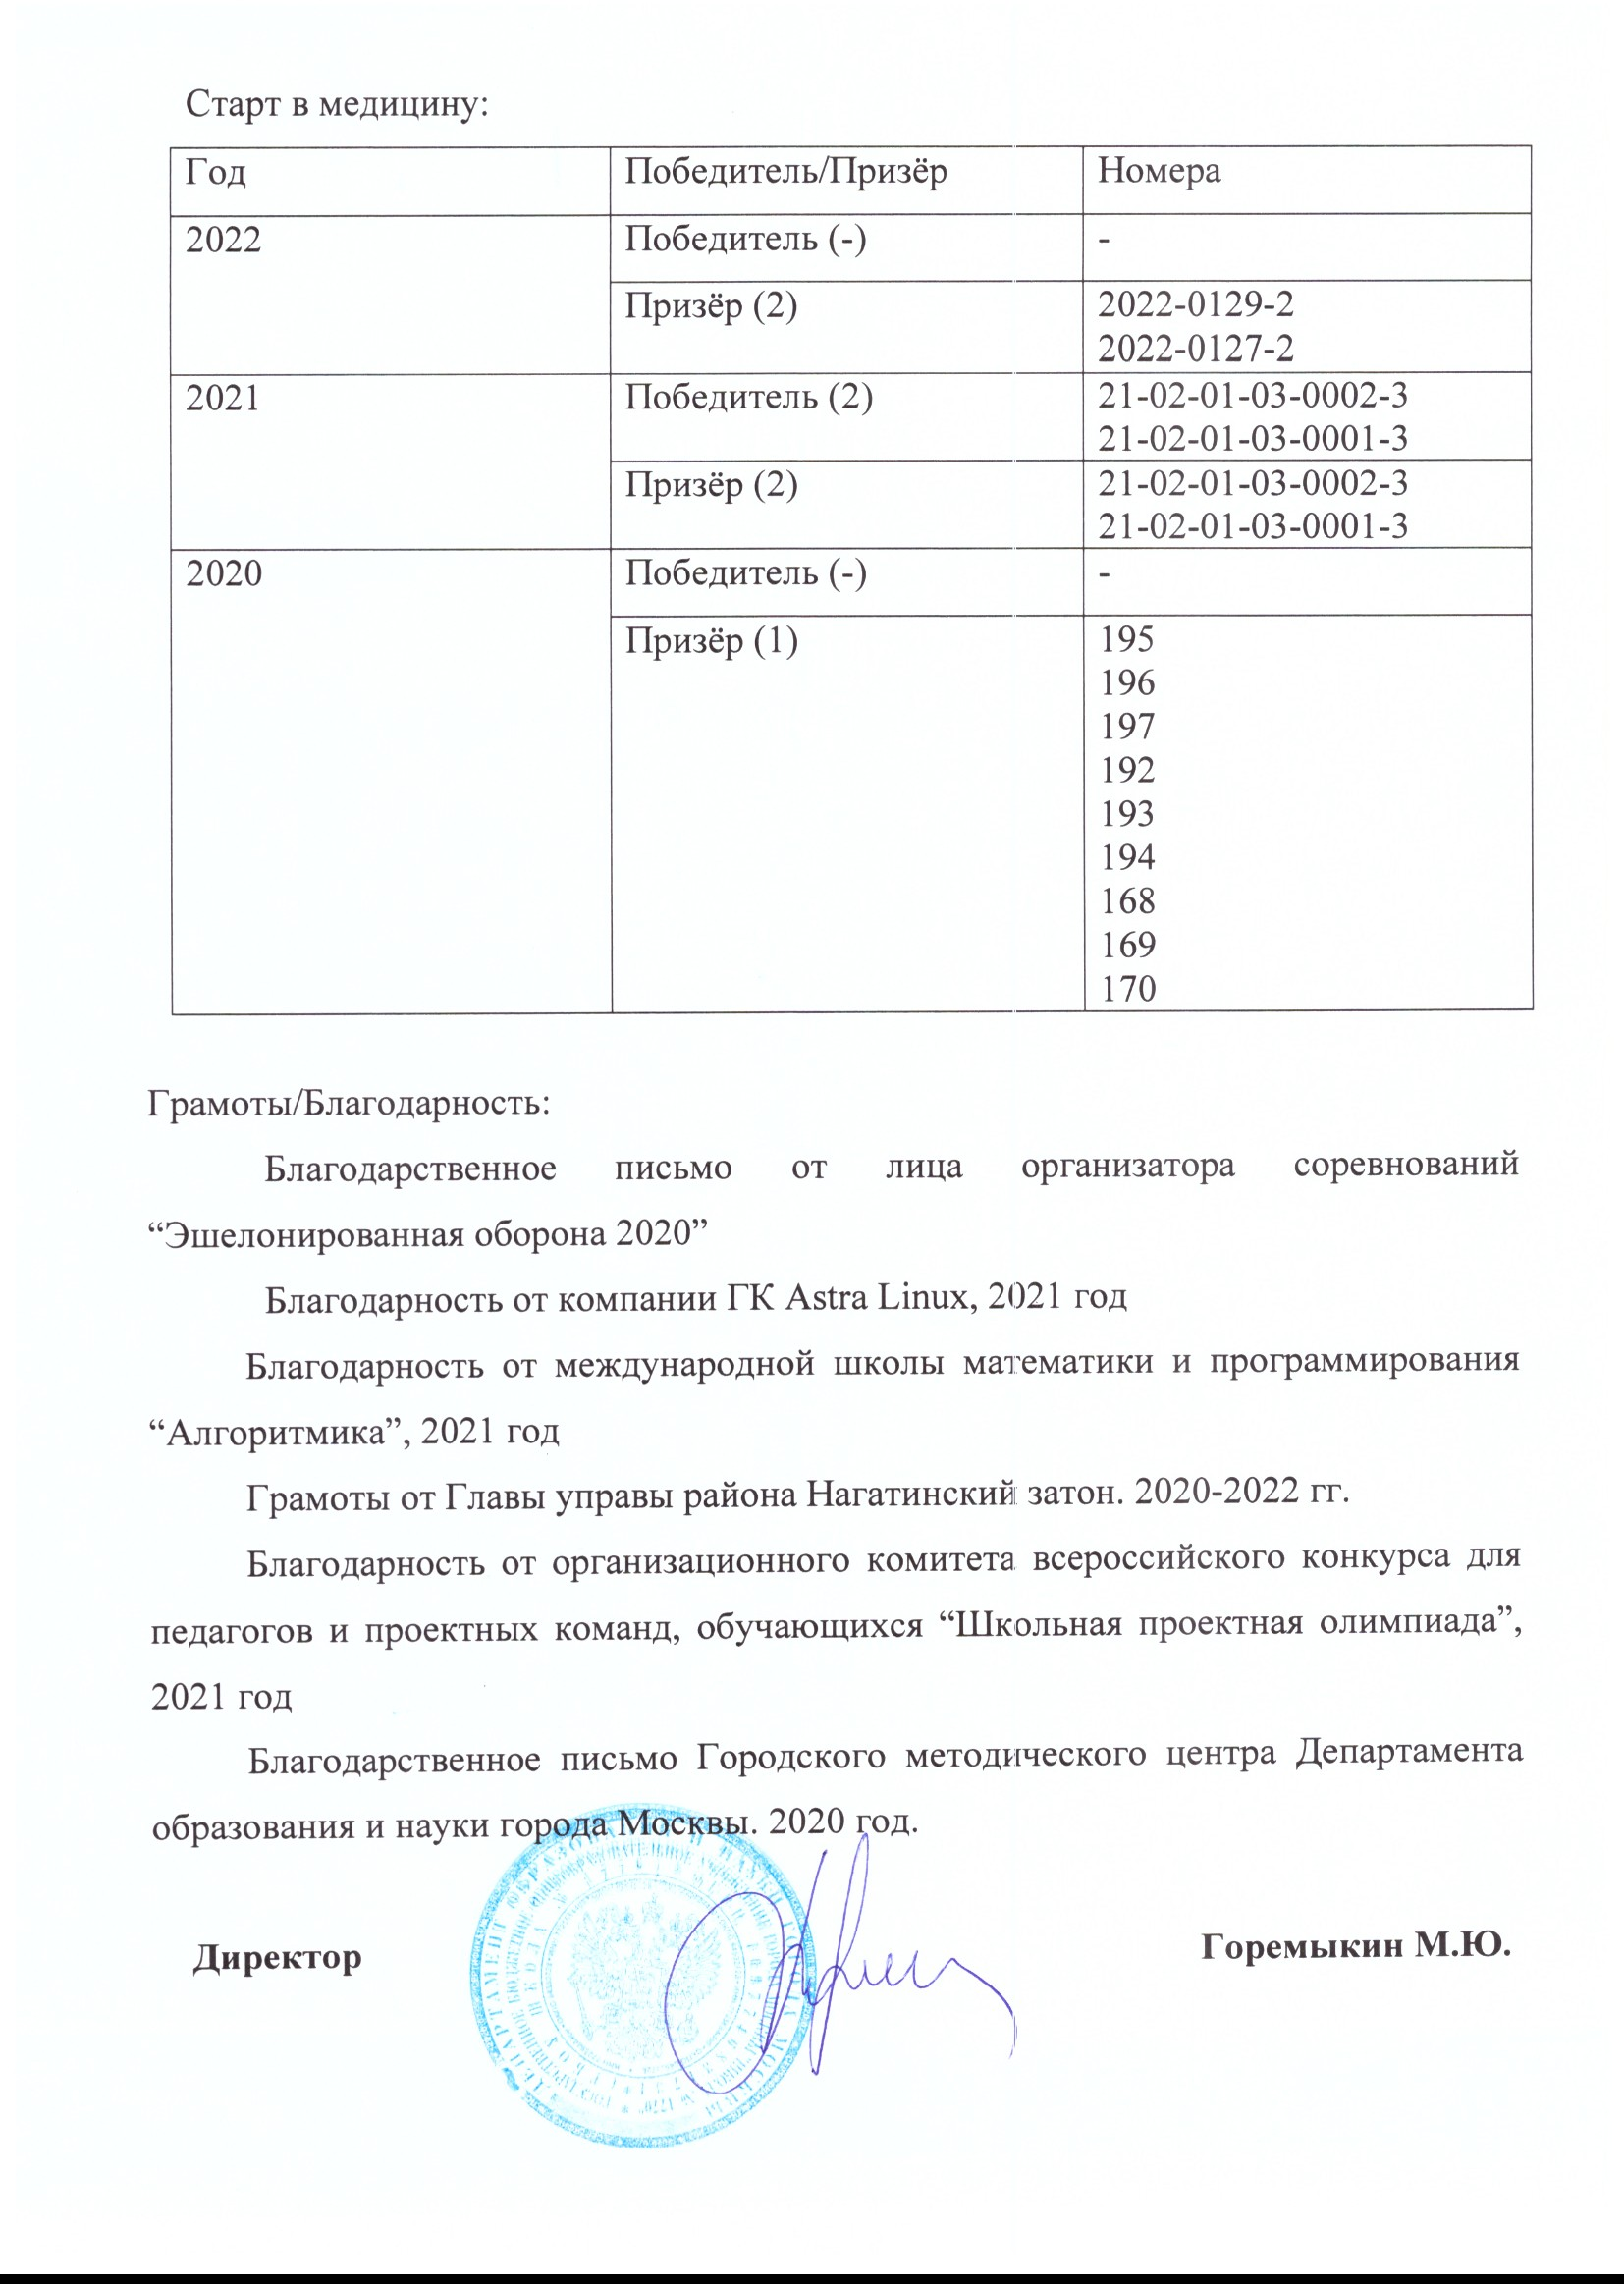 Старт в медицину:
Год Победитель/Призёр Номера
2022 Победитель (-) -
Призёр (2) 2022-0129-2
2022-0127-2
2021 Победитель (2) 21-02-01-03-0002-3
21-02-01-03-0001-3
Призёр (2) 21-02-01-03-0002-3
21-02-01-03-0001-3
2020 Победитель (-) -
Призёр (1) 195
196
197
192
193
194
168
169
170
Грамоты/Благодарность:
Благодарственное письмо от лица организатора соревнований
“Эшелонированная оборона 2020”
Благодарность от компании ГК Astra Linux, 2021 год
Благодарность от международной школы математики и программирования
“Алгоритмика”, 2021 год
Грамоты от Главы управы района Нагатинский затон. 2020-2022 гг.
Благодарность от организационного комитета всероссийского конкурса для
педагогов и проектных команд, обучающихся “Школьная проектная олимпиада”,
2021 год
Благодарственное письмо Городского методического центра Департамента
образования и науки города Москвы. 2020 год.
Директор Горемыкин М.Ю.
ДЕПАРТАМЕНТ ОБРАЗОВАНИЯ И НАУКИ ГОРОДА МОСКВЫ